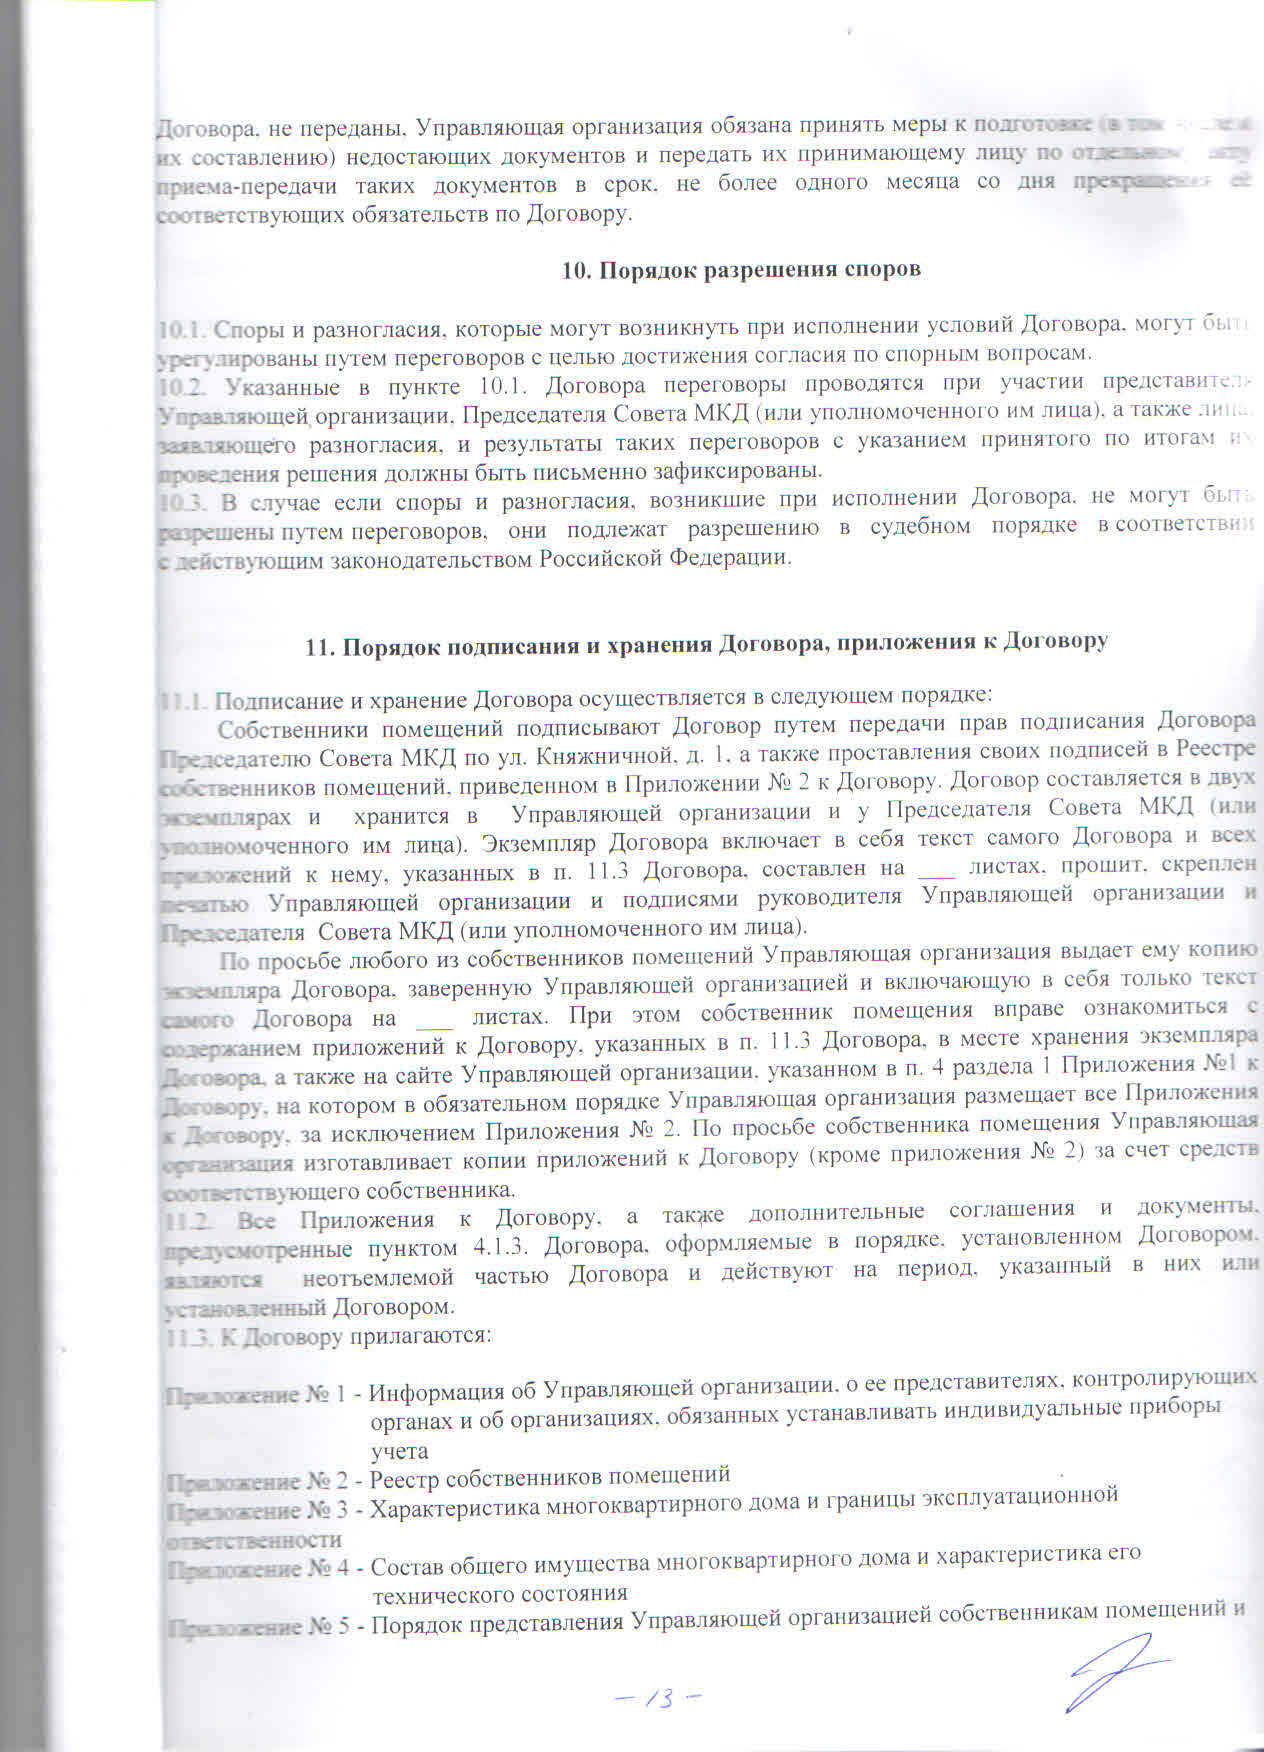 Договора, не переданы, Управляющая организация обязана принять меры к подготовке (в том числе и
их составлению) недостающих документов и передать их принимающему лицу по отдельному акту
приема-передачи таких документов в срок, не более одного месяца со дня прекращения её
соответствующих обязательств по Договору.
10. Порядок разрешения споров
10.1. Споры и разногласия, которые могут возникнуть при исполнении условий Договора, могут быть
урегулированы путем переговоров с целью достижения согласия по спорным вопросам.
10.2. Указанные в пункте 10.1. Договора переговоры проводятся при участии представителя
Управляющей организации, Председателя Совета МКД (или уполномоченного им лица), а также лица,
заявляющего разногласия, и результаты таких переговоров с указанием принятого по итогам их
проведения решения должны быть письменно зафиксированы.
10.3. В случае если споры и разногласия, возникшие при исполнении Договора, не могут быть
разрешены путем переговоров, они подлежат разрешению в судебном порядке в соответствии
с действующим законодательством Российской Федерации.
11. Порядок подписания и хранения Договора, приложения к Договору
11.1. Подписание и хранение Договора осуществляется в следующем порядке:
Собственники помещений подписывают Договор путем передачи прав подписания Договора
Председателю Совета МКД по ул. Княжничной, д. 1, а также проставления своих подписей в Реестре
собственников помещений, приведенном в Приложении № 2 к Договору. Договор составляется в двух
экземплярах и хранится в Управляющей организации и у Председателя Совета МКД (или
уполномоченного им лица). Экземпляр Договора включает в себя текст самого Договора и всех
приложений к нему, указанных в п. 11.3 Договора, составлен на ___ листах, прошит, скреплен
печатью Управляющей организации и подписями руководителя Управляющей организации и
Председателя Совета МКД (или уполномоченного им лица).
По просьбе любого из собственников помещений Управляющая организация выдает ему копию
экземпляра Договора, заверенную Управляющей организацией и включающую в себя только текст
самого Договора на ___ листах. При этом собственник помещения вправе ознакомиться с
содержанием приложений к Договору, указанных в п. 11.3 Договора, в месте хранения экземпляра
Договора, а также на сайте Управляющей организации, указанном в п. 4 раздела 1 Приложения №1 к
Договору, на котором в обязательном порядке Управляющая организация размещает все Приложения
к Договору, за исключением Приложения № 2. По просьбе собственника помещения Управляющая
организация изготавливает копии приложений к Договору (кроме приложения № 2) за счет средств
соответствующего собственника.
11.2. Все Приложения к Договору, а также дополнительные соглашения и документы,
предусмотренные пунктом 4.1.3. Договора, оформляемые в порядке, установленном Договором,
являются неотъемлемой частью Договора и действуют на период, указанный в них или
установленный Договором.
11.3. К Договору прилагаются:
Приложение № 1 - Информация об Управляющей организации, о ее представителях, контролирующих
органах и об организациях, обязанных устанавливать индивидуальные приборы
учета
Приложение № 2 - Реестр собственников помещений
Приложение № 3 - Характеристика многоквартирного дома и границы эксплуатационной
ответственности
Приложение № 4 - Состав общего имущества многоквартирного дома и характеристика его
технического состояния
Приложение № 5 - Порядок представления Управляющей организацией собственникам помещений и
- 13 -